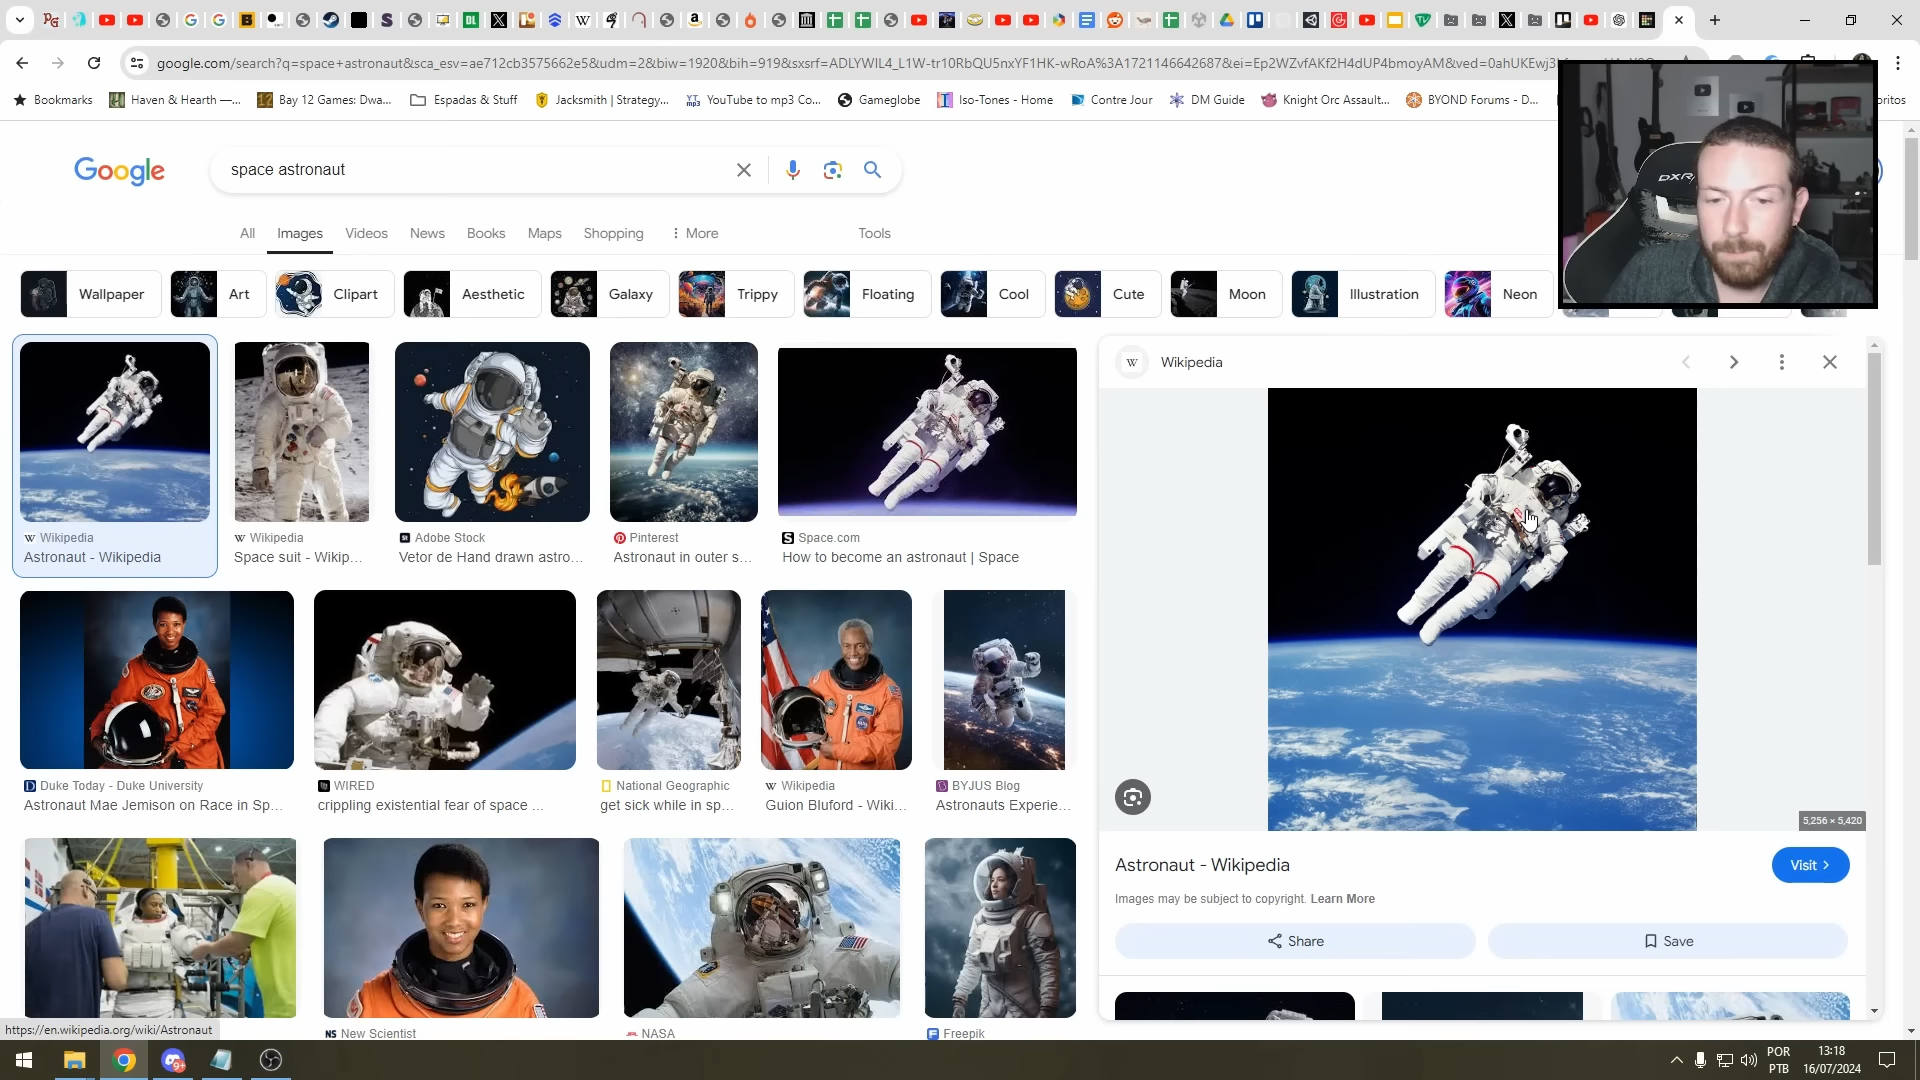 google.com/search?q=space+astronaut&sca_esv=ae712cb3575662e5&udm=2&biw=1920&bih=919&sxsrf=ADLYWIL4_L1W-tr10RbQU5nxYF1HK-wRoA%3A1721146642687&ei=Ep2WZvfAKf2H4dUP4bmoyAM&ved=0ahUKEwj3
Bookmarks
Haven & Hearth —...
Bay 12 Games: Dwa...
Espadas & Stuff
Jacksmith | Strategy...
YouTube to mp3 Co...
Gameglobe
Iso-Tones - Home
Contre Jour
DM Guide
Knight Orc Assault...
BYOND Forums - D...
oritos
DXR
Google
space astronaut
All
Images
Videos
News
Books
Maps
Shopping
More
Tools
Wallpaper
Art
Clipart
Aesthetic
Galaxy
Trippy
Floating
Cool
Cute
Moon
Illustration
Neon
Wikipedia
Astronaut - Wikipedia
Wikipedia
Space suit - Wikip...
Adobe Stock
Vetor de Hand drawn astro...
Pinterest
Astronaut in outer s...
Space.com
How to become an astronaut | Space
Duke Today - Duke University
Astronaut Mae Jemison on Race in Sp...
WIRED
crippling existential fear of space ...
National Geographic
get sick while in sp...
Wikipedia
Guion Bluford - Wiki...
BYJUS Blog
Astronauts Experie...
New Scientist
NASA
Freepik
Wikipedia
5,256 × 5,420
Astronaut - Wikipedia
Visit
Images may be subject to copyright. Learn More
Share
Save
https://en.wikipedia.org/wiki/Astronaut
9+
POR
PTB
13:18
16/07/2024